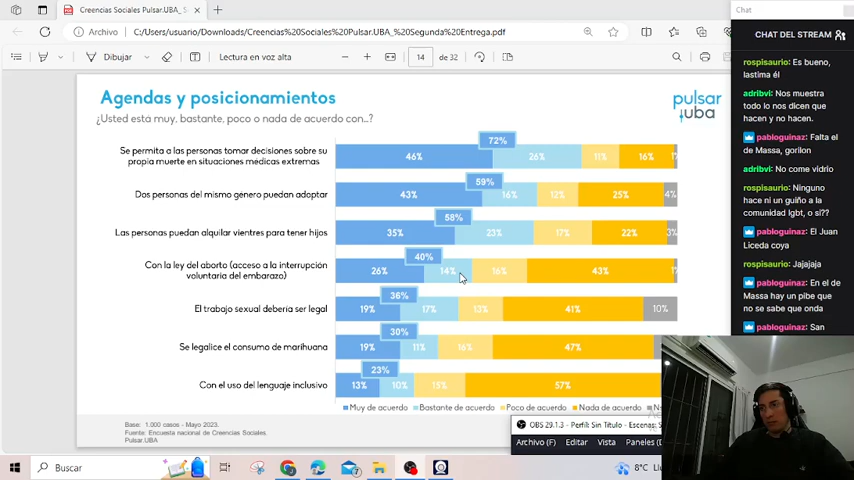 Creencias Sociales Pulsar.UBA_
Archivo
C:/Users/usuario/Downloads/Creencias%20Sociales%20Pulsar.UBA_%20Segunda%20Entrega.pdf
Dibujar
Lectura en voz alta
14
de 32
Agendas y posicionamientos
¿Usted está muy, bastante, poco o nada de acuerdo con...?
pulsar
.uba
Se permita a las personas tomar decisiones sobre su
propia muerte en situaciones médicas extremas
72%
46%
26%
11%
16%
1%
Dos personas del mismo género puedan adoptar
59%
43%
16%
12%
25%
4%
Las personas puedan alquilar vientres para tener hijos
58%
35%
23%
17%
22%
3%
Con la ley del aborto (acceso a la interrupción
voluntaria del embarazo)
40%
26%
14%
16%
43%
1%
El trabajo sexual debería ser legal
36%
19%
17%
13%
41%
10%
Se legalice el consumo de marihuana
30%
19%
11%
16%
47%
Con el uso del lenguaje inclusivo
23%
13%
10%
15%
57%
Muy de acuerdo
Bastante de acuerdo
Poco de acuerdo
Nada de acuerdo
Base: 1.000 casos - Mayo 2023.
Fuente: Encuesta nacional de Creencias Sociales.
Pulsar.UBA
Chat
CHAT DEL STREAM
rospisaurio: Es bueno,
lastima él
adribvi: Nos muestra
todo lo nos dicen que
hacen y no hacen.
pabloguinaz: Falta el
de Massa, gorilon
adribvi: No come vidrio
rospisaurio: Ninguno
hace ni un guiño a la
comunidad lgbt, o si??
pabloguinaz: El Juan
Liceda coya
rospisaurio: Jajajaja
pabloguinaz: En el de
Massa hay un pibe que
no se sabe que onda
pabloguinaz: San
OBS 29.1.3 - Perfil: Sin Título - Escenas:
Archivo (F)
Editar
Vista
Paneles (D
Buscar
8°C